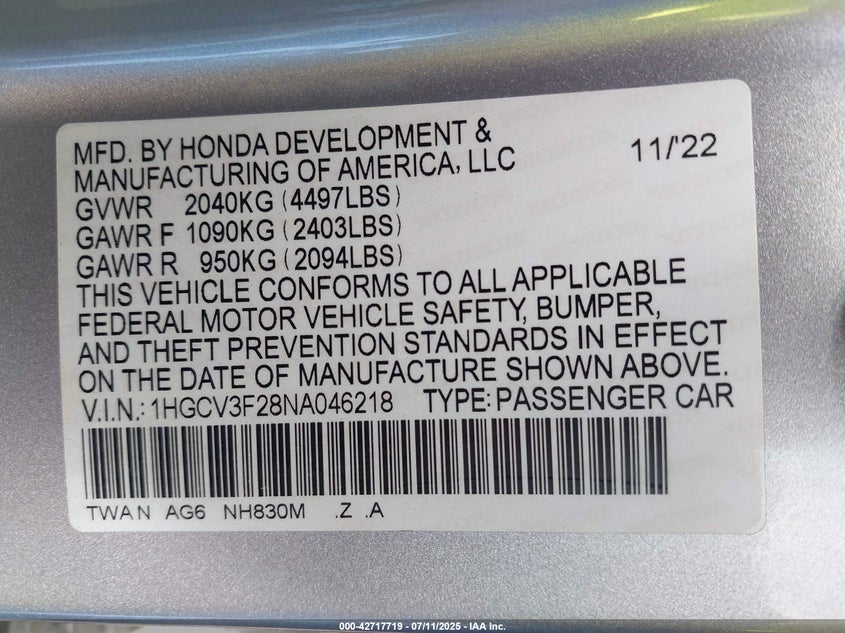 MFD. BY HONDA DEVELOPMENT &
MANUFACTURING OF AMERICA, LLC 11/'22
GVWR 2040KG (4497LBS)
GAWR F 1090KG (2403LBS)
GAWR R 950KG (2094LBS)
THIS VEHICLE CONFORMS TO ALL APPLICABLE
FEDERAL MOTOR VEHICLE SAFETY, BUMPER,
AND THEFT PREVENTION STANDARDS IN EFFECT
ON THE DATE OF MANUFACTURE SHOWN ABOVE.
V.I.N.: 1HGCV3F28NA046218 TYPE: PASSENGER CAR
TWAN AG6 NH830M .Z .A
000-42717719 - 07/11/2025 - IAA Inc.